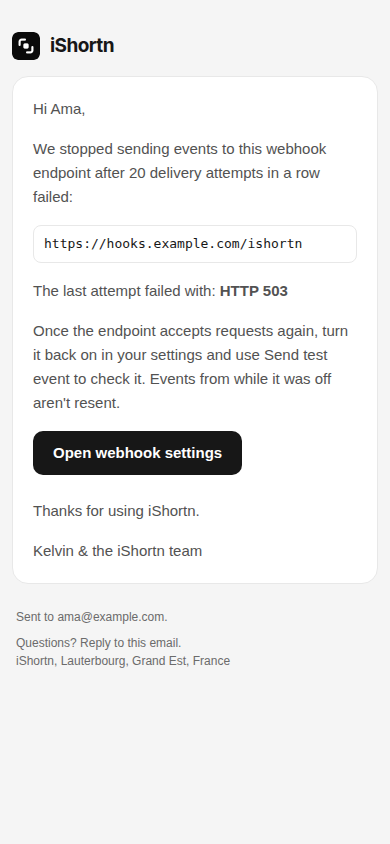 iShortn
Hi Ama,
We stopped sending events to this webhook
endpoint after 20 delivery attempts in a row
failed:
https://hooks.example.com/ishortn
The last attempt failed with: HTTP 503
Once the endpoint accepts requests again, turn
it back on in your settings and use Send test
event to check it. Events from while it was off
aren't resent.
Open webhook settings
Thanks for using iShortn.
Kelvin & the iShortn team
Sent to ama@example.com.
Questions? Reply to this email.
iShortn, Lauterbourg, Grand Est, France